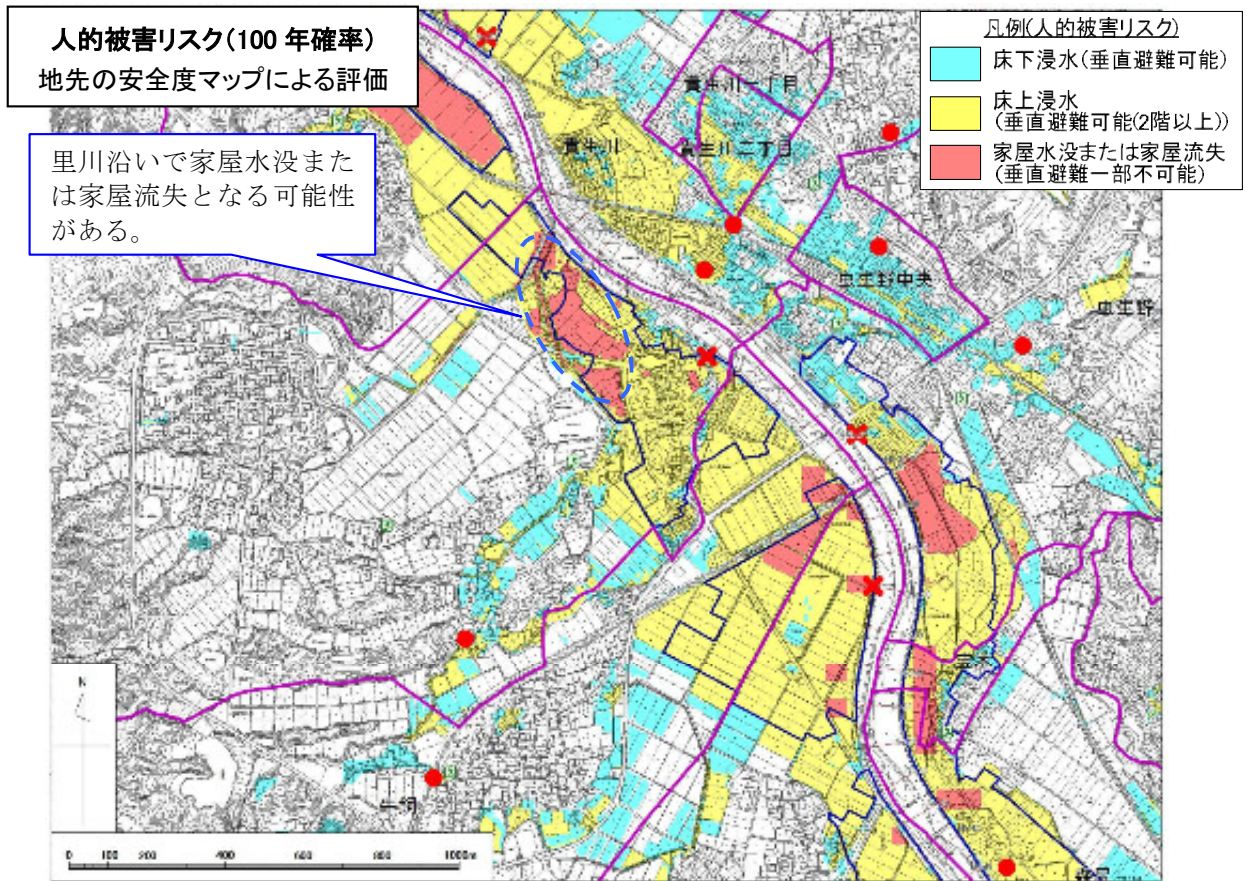 人的被害リスク(100 年確率)
地先の安全度マップによる評価
凡例(人的被害リスク)
床下浸水(垂直避難可能)
床上浸水
(垂直避難可能(2階以上))
家屋水没または家屋流失
(垂直避難一部不可能)
里川沿いで家屋水没また
は家屋流失となる可能性
がある。
貴生川一丁目
貴生川
貴生川二丁目
虫生野中央
虫生野
N
0 100 200 400 600 800 1000m